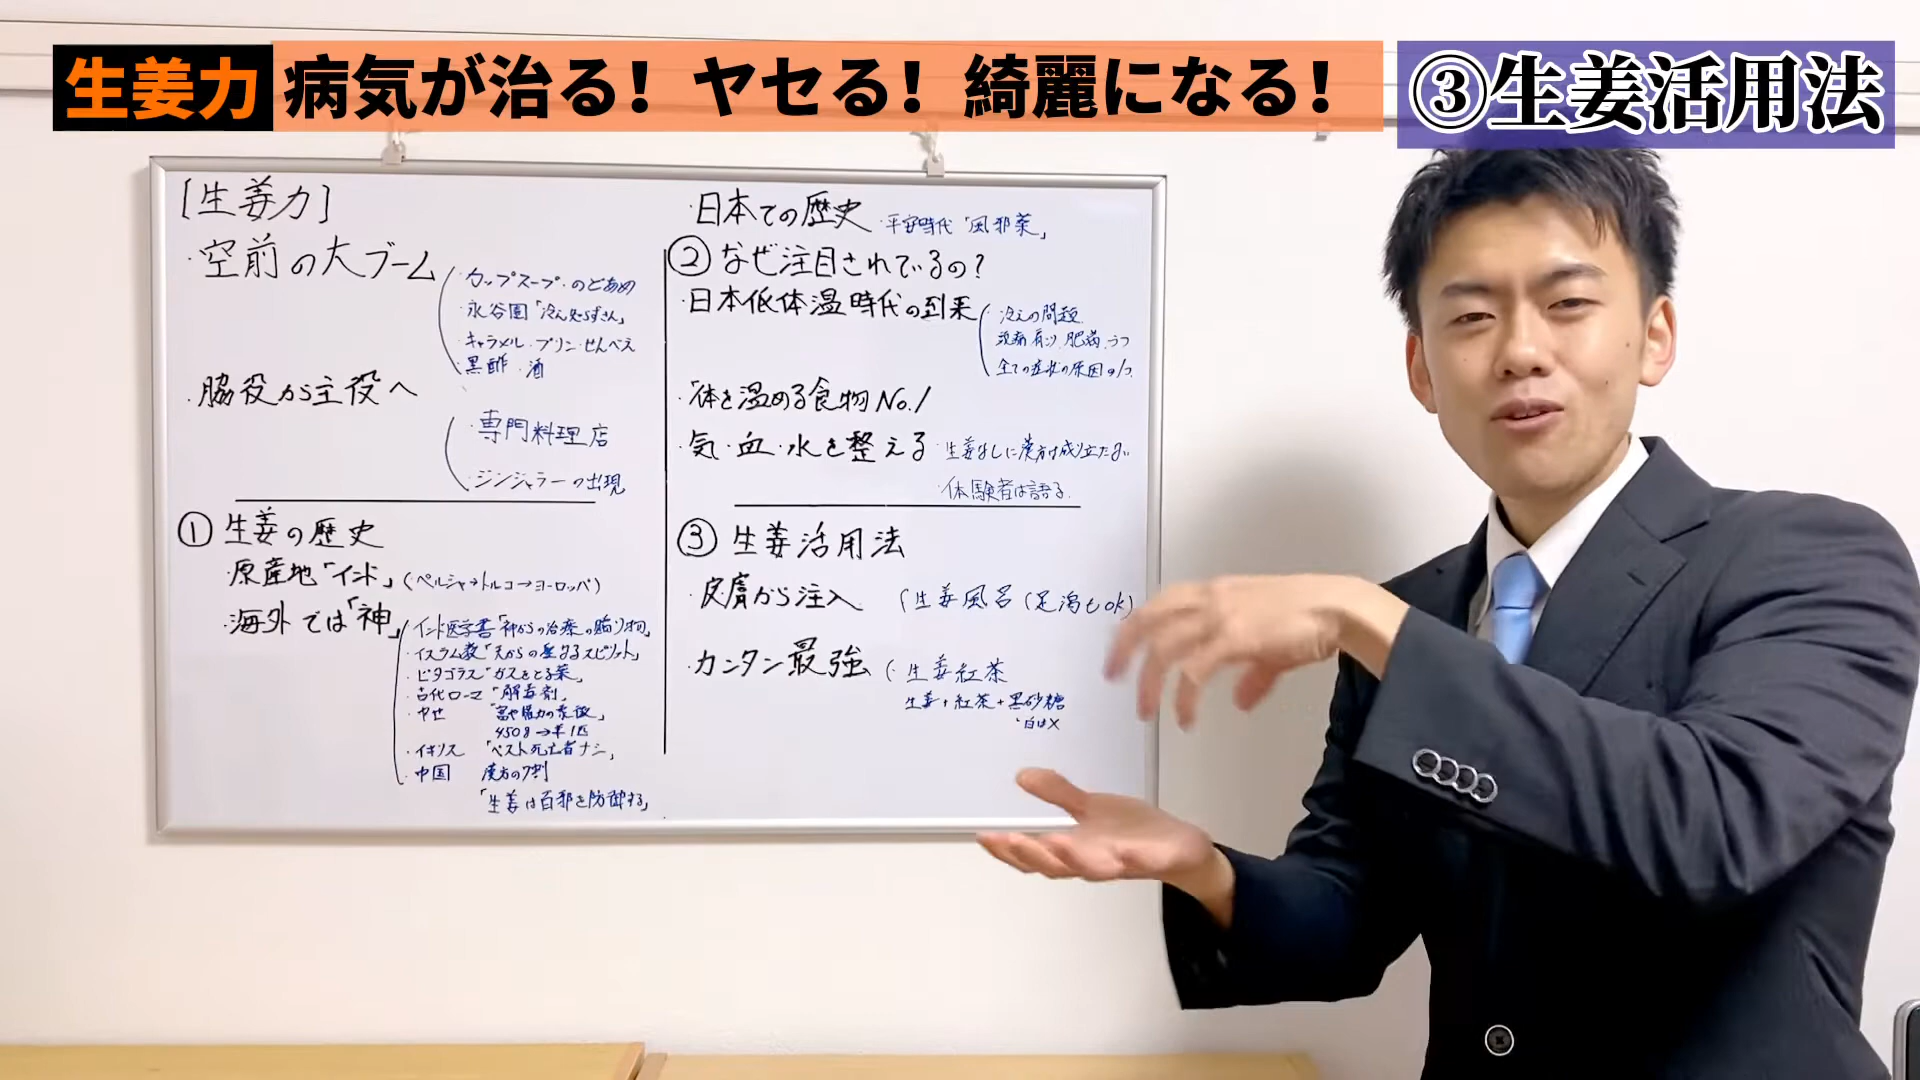 生姜力 病気が治る！ヤセる！綺麗になる！
③生姜活用法
[生姜力]
・空前の大ブーム
・カップスープ・のどあめ
・永谷園「冷え知らずさん」
・キャラメル・プリン・せんべえ
・黒酢・酒
・脇役から主役へ
・専門料理店
・ジンジャラーの出現
① 生姜の歴史
・原産地「インド」(ペルシャ→トルコ→ヨーロッパ)
・海外では「神」
・インド医学書「神からの治療の贈り物」
・イスラム教「天からの聖なるスピリット」
・ピタゴラス「ガスをとる薬」
・古代ローマ「解毒剤」
・中世 「富や権力の象徴」
450g→羊1匹
・イギリス 「ペスト死亡者ナシ」
・中国 漢方の7割
「生姜は百邪を防御する」
・日本での歴史 ・平安時代「風邪薬」
② なぜ注目されているの?
・日本低体温時代の到来
・冷えの問題
頭痛 肩コリ 肥満 うつ
全ての症状の原因の1つ
・体を温める食物No.1
・気・血・水を整える ・生姜なしに漢方は成り立たない
・体験者は語る
③ 生姜活用法
・皮膚から注入 (生姜風呂(足湯もok)
・カンタン最強 (・生姜紅茶
生姜+紅茶+黒砂糖
・白は×